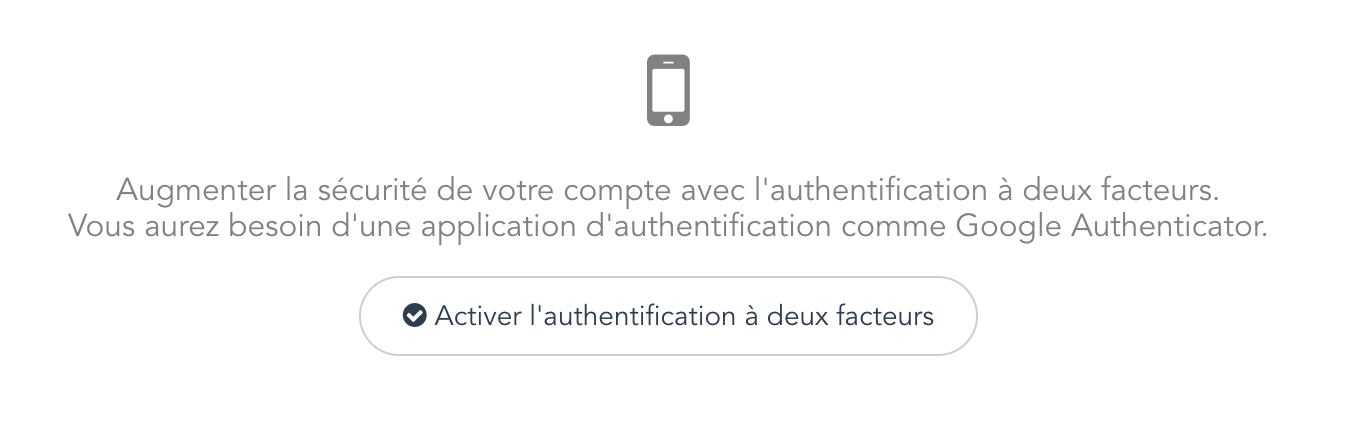 Augmenter la sécurité de votre compte avec l'authentification à deux facteurs.
Vous aurez besoin d'une application d'authentification comme Google Authenticator.
Activer l'authentification à deux facteurs